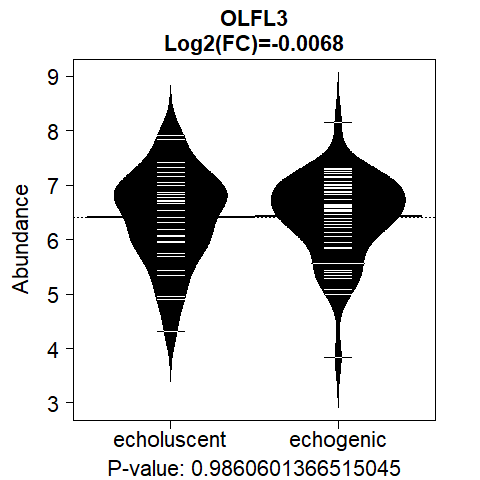 OLFL3
Log2(FC)=-0.0068
Abundance
9
8
7
6
5
4
3
echoluscent
echogenic
P-value: 0.9860601366515045